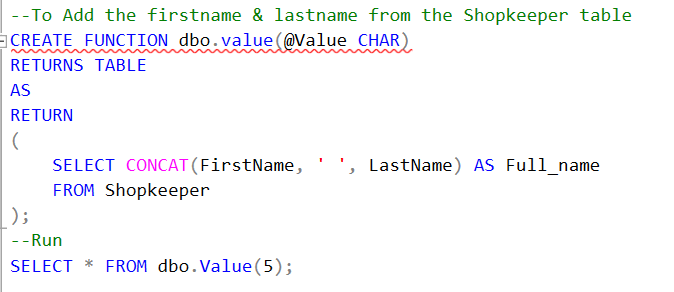 --To Add the firstname & lastname from the Shopkeeper table
CREATE FUNCTION dbo.value(@Value CHAR)
RETURNS TABLE
AS
RETURN
(
    SELECT CONCAT(FirstName, ' ', LastName) AS Full_name
    FROM Shopkeeper
);
--Run
SELECT * FROM dbo.Value(5);